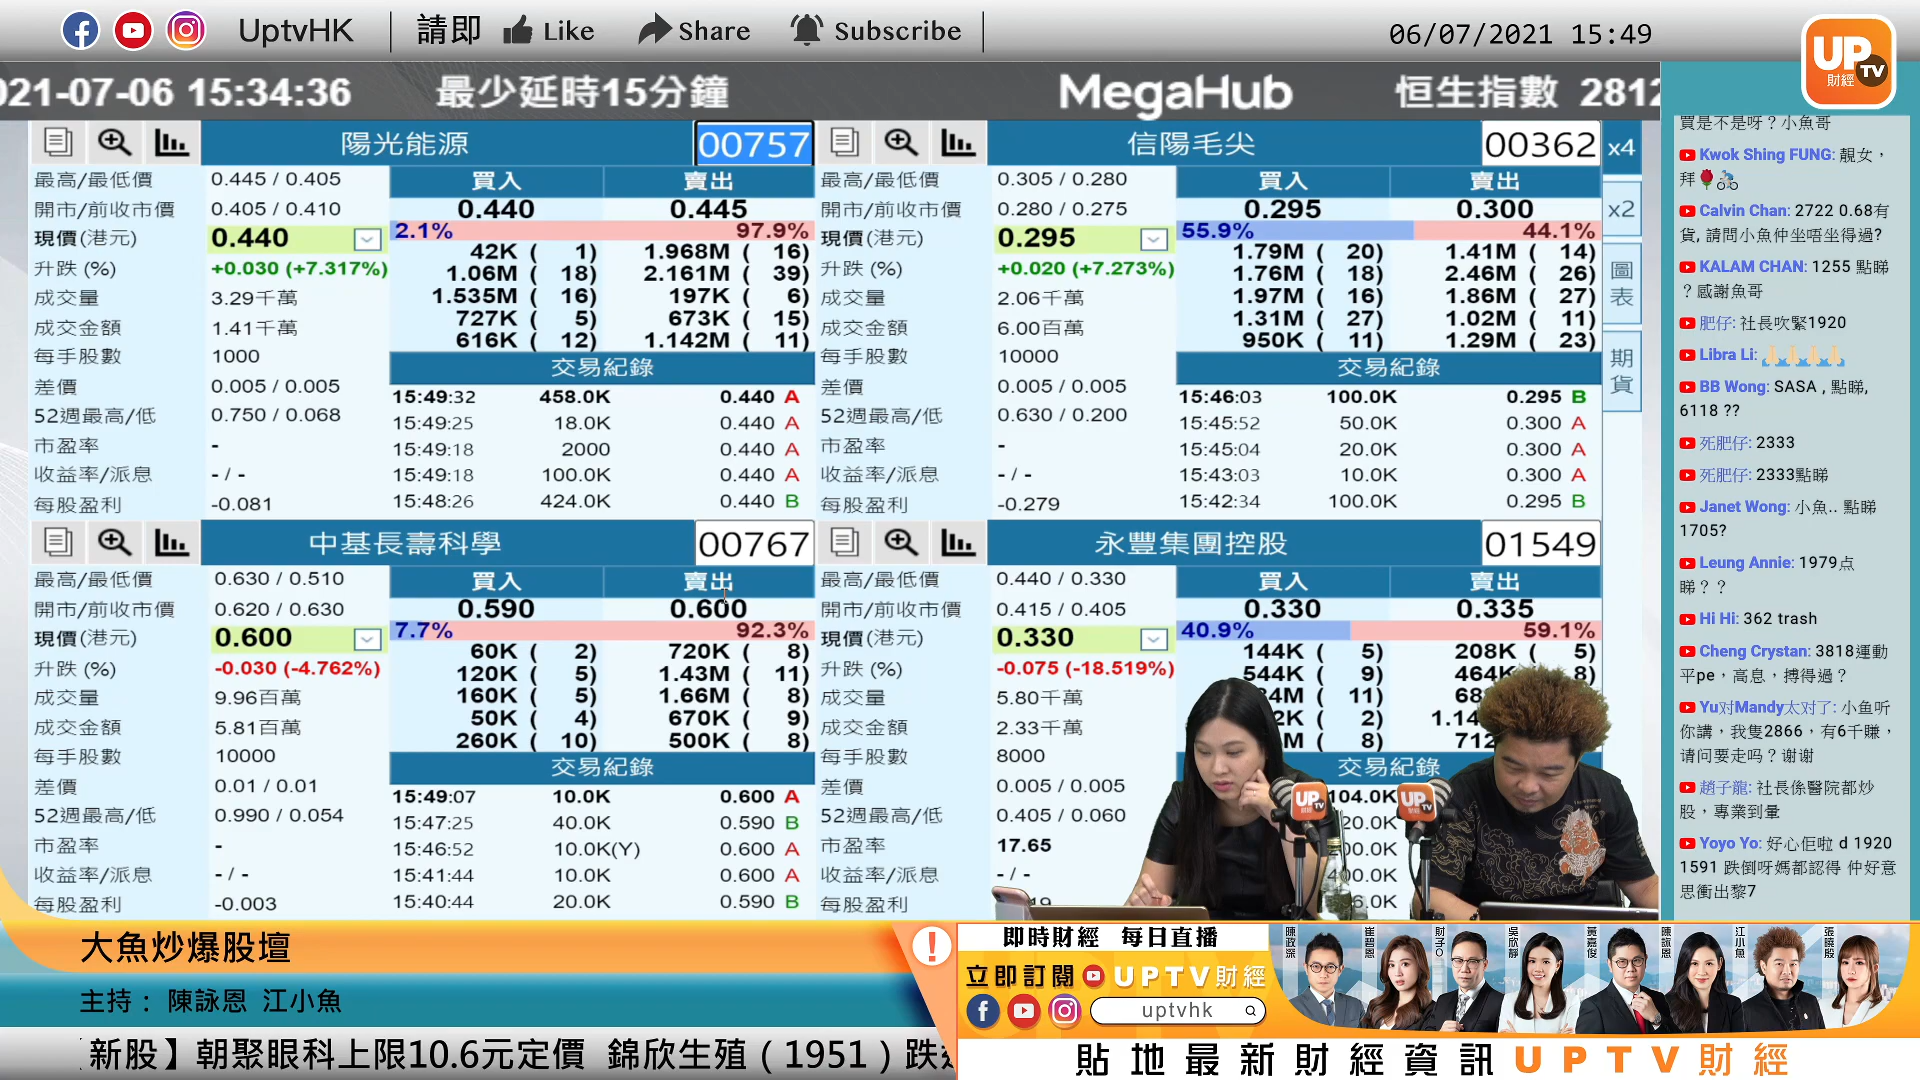 UptvHK
請即 Like Share Subscribe
06/07/2021 15:49
UP TV 財經
021-07-06 15:34:36 最少延時15分鐘 MegaHub 恒生指數 2812
陽光能源 00757
最高/最低價 0.445 / 0.405
開市/前收市價 0.405 / 0.410
現價(港元) 0.440
升跌 (%) +0.030 (+7.317%)
成交量 3.29千萬
成交金額 1.41千萬
每手股數 1000
差價 0.005 / 0.005
52週最高/低 0.750 / 0.068
市盈率 -
收益率/派息 - / -
每股盈利 -0.081
買入 賣出
0.440 0.445
2.1% 97.9%
42K ( 1) 1.968M ( 16)
1.06M ( 18) 2.161M ( 39)
1.535M ( 16) 197K ( 6)
727K ( 5) 673K ( 15)
616K ( 12) 1.142M ( 11)
交易紀錄
15:49:32 458.0K 0.440 A
15:49:25 18.0K 0.440 A
15:49:18 2000 0.440 A
15:49:18 100.0K 0.440 A
15:48:26 424.0K 0.440 B
信陽毛尖 00362
最高/最低價 0.305 / 0.280
開市/前收市價 0.280 / 0.275
現價(港元) 0.295
升跌 (%) +0.020 (+7.273%)
成交量 2.06千萬
成交金額 6.00百萬
每手股數 10000
差價 0.005 / 0.005
52週最高/低 0.630 / 0.200
市盈率 -
收益率/派息 - / -
每股盈利 -0.279
買入 賣出
0.295 0.300
55.9% 44.1%
1.79M ( 20) 1.41M ( 14)
1.76M ( 18) 2.46M ( 26)
1.97M ( 16) 1.86M ( 27)
1.31M ( 27) 1.02M ( 11)
950K ( 11) 1.29M ( 23)
交易紀錄
15:46:03 100.0K 0.295 B
15:45:52 50.0K 0.300 A
15:45:04 20.0K 0.300 A
15:43:03 10.0K 0.300 A
15:42:34 100.0K 0.295 B
x4
x2
圖表
期貨
中基長壽科學 00767
最高/最低價 0.630 / 0.510
開市/前收市價 0.620 / 0.630
現價(港元) 0.600
升跌 (%) -0.030 (-4.762%)
成交量 9.96百萬
成交金額 5.81百萬
每手股數 10000
差價 0.01 / 0.01
52週最高/低 0.990 / 0.054
市盈率 -
收益率/派息 - / -
每股盈利 -0.003
買入 賣出
0.590 0.600
7.7% 92.3%
60K ( 2) 720K ( 8)
120K ( 5) 1.43M ( 11)
160K ( 5) 1.66M ( 8)
50K ( 4) 670K ( 9)
260K ( 10) 500K ( 8)
交易紀錄
15:49:07 10.0K 0.600 A
15:47:25 40.0K 0.590 B
15:46:52 10.0K(Y) 0.600 A
15:41:44 10.0K 0.600 A
15:40:44 20.0K 0.590 B
永豐集團控股 01549
最高/最低價 0.440 / 0.330
開市/前收市價 0.415 / 0.405
現價(港元) 0.330
升跌 (%) -0.075 (-18.519%)
成交量 5.80千萬
成交金額 2.33千萬
每手股數 8000
差價 0.005 / 0.005
52週最高/低 0.405 / 0.060
市盈率 17.65
收益率/派息 - / -
每股盈利
買入 賣出
0.330 0.335
40.9% 59.1%
144K ( 5) 208K ( 5)
544K ( 9) 464K 8)
11)
2)
8) 712
交易紀錄
104.0K
買是不是呀？小魚哥
Kwok Shing FUNG: 靚女，
拜🌹🚴
Calvin Chan: 2722 0.68有
貨, 請問小魚仲坐唔坐得過?
KALAM CHAN: 1255 點睇
？感謝魚哥
肥仔: 社長吹緊1920
Libra Li: 🙏🙏🙏🙏
BB Wong: SASA , 點睇,
6118 ??
死肥仔: 2333
死肥仔: 2333點睇
Janet Wong: 小魚.. 點睇
1705?
Leung Annie: 1979点
睇？？
Hi Hi: 362 trash
Cheng Crystan: 3818運動
平pe，高息，搏得過？
Yu对Mandy太对了: 小鱼听
你講，我隻2866，有6千賺，
请问要走吗？谢谢
趙子龍: 社長係醫院都炒
股，專業到暈
Yoyo Yo: 好心佢啦 d 1920
1591 跌倒呀媽都認得 仲好意
思衝出黎7
大魚炒爆股壇
主持： 陳詠恩 江小魚
即時財經 每日直播
立即訂閱 UPTV財經
uptvhk
陳政深 崔碧恩 財子O 吳欣靜 黃嘉俊 陳詠恩 江小魚 張曉殷
新股】朝聚眼科上限10.6元定價 錦欣生殖（1951）跌
貼地最新財經資訊UPTV財經